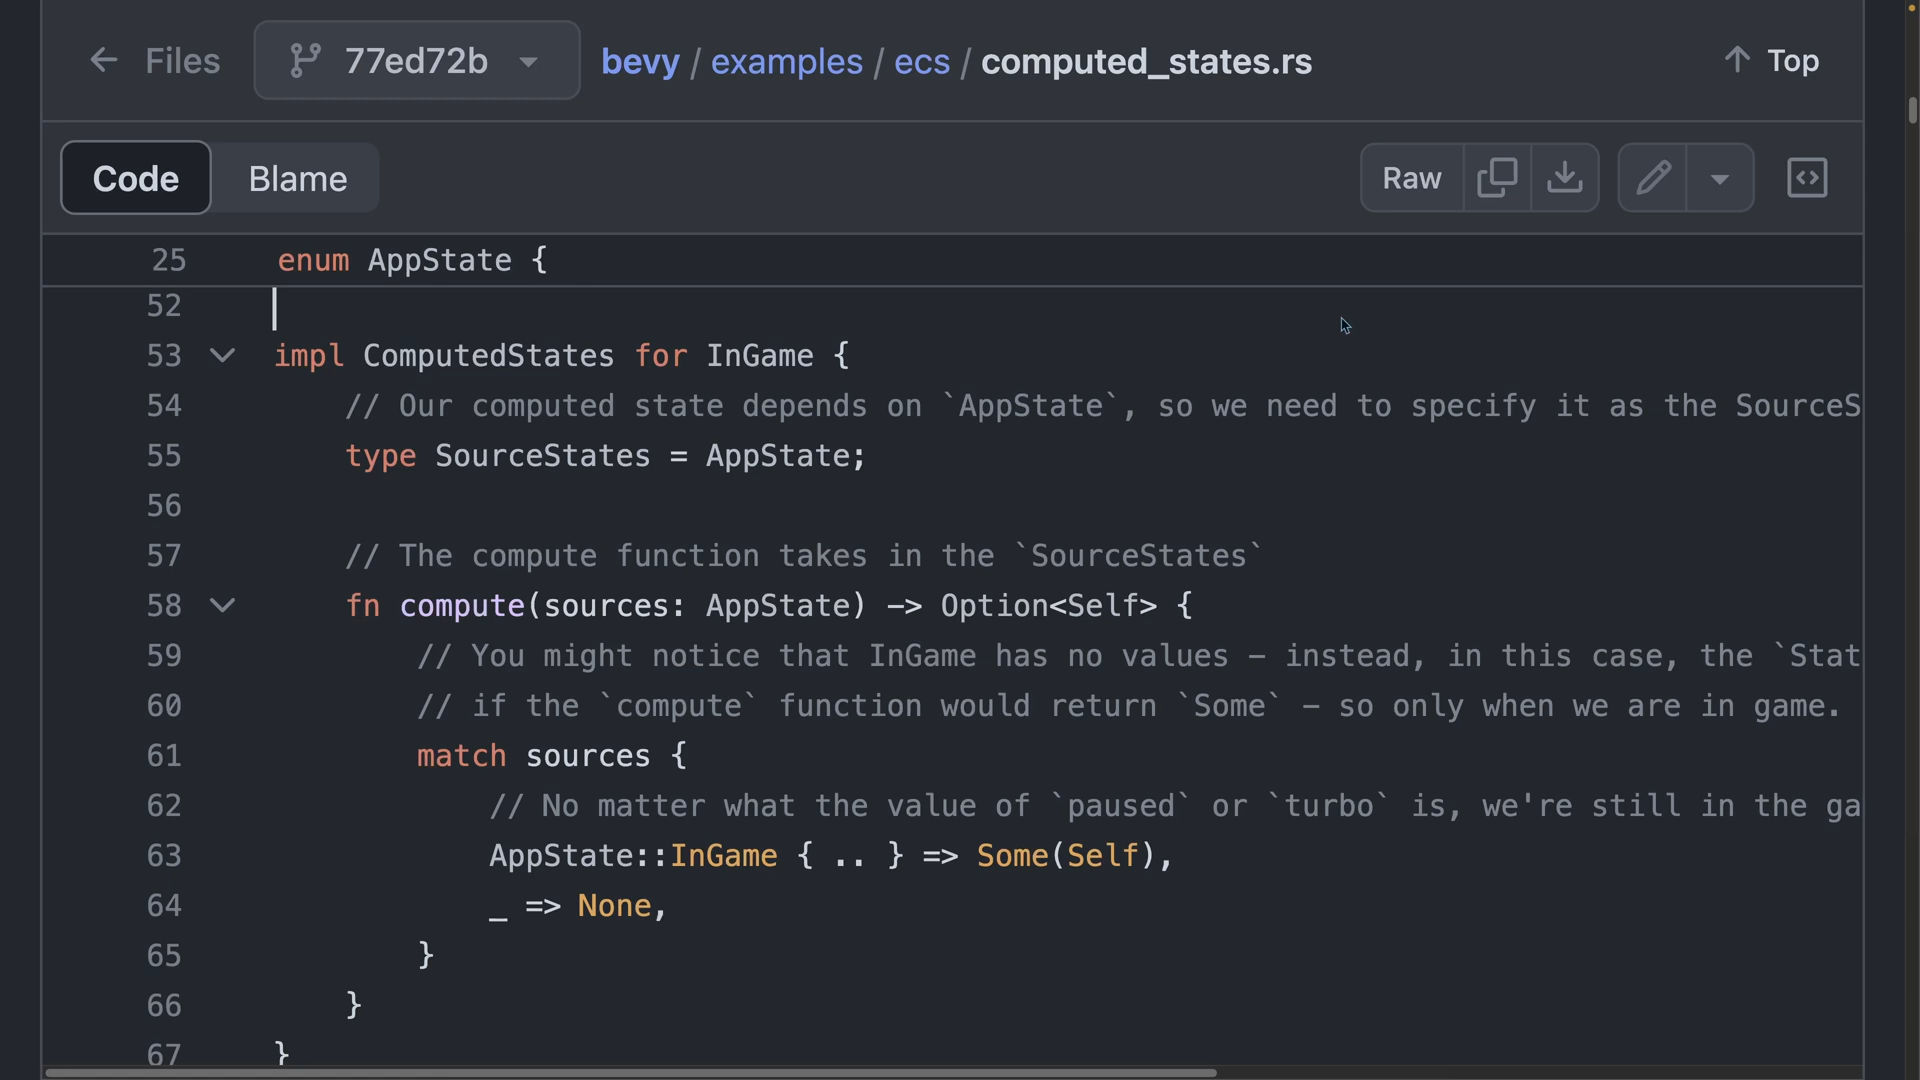 Files 77ed72b bevy / examples / ecs / computed_states.rs Top
Code Blame Raw
25 enum AppState {
52
53 impl ComputedStates for InGame {
54 // Our computed state depends on `AppState`, so we need to specify it as the SourceS
55 type SourceStates = AppState;
56
57 // The compute function takes in the `SourceStates`
58 fn compute(sources: AppState) -> Option<Self> {
59 // You might notice that InGame has no values - instead, in this case, the `Stat
60 // if the `compute` function would return `Some` - so only when we are in game.
61 match sources {
62 // No matter what the value of `paused` or `turbo` is, we're still in the ga
63 AppState::InGame { .. } => Some(Self),
64 _ => None,
65 }
66 }
67 }